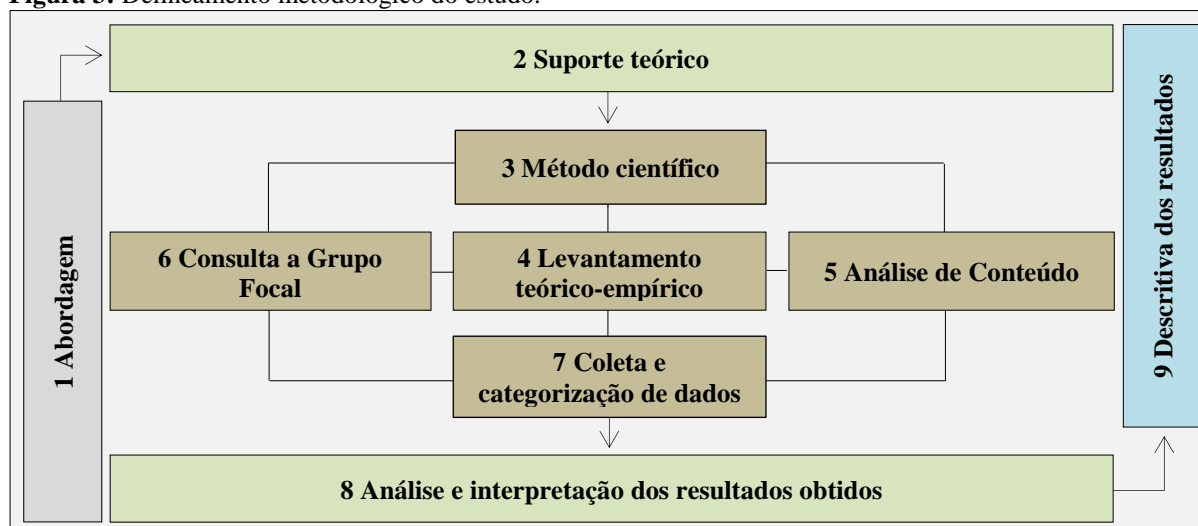 Figura 3: Delineamento metodológico do estudo.
2 Suporte teórico
3 Método científico
6 Consulta a Grupo
Focal
4 Levantamento
teórico-empírico
5 Análise de Conteúdo
7 Coleta e
categorização de dados
8 Análise e interpretação dos resultados obtidos
1 Abordagem
9 Descritiva dos resultados